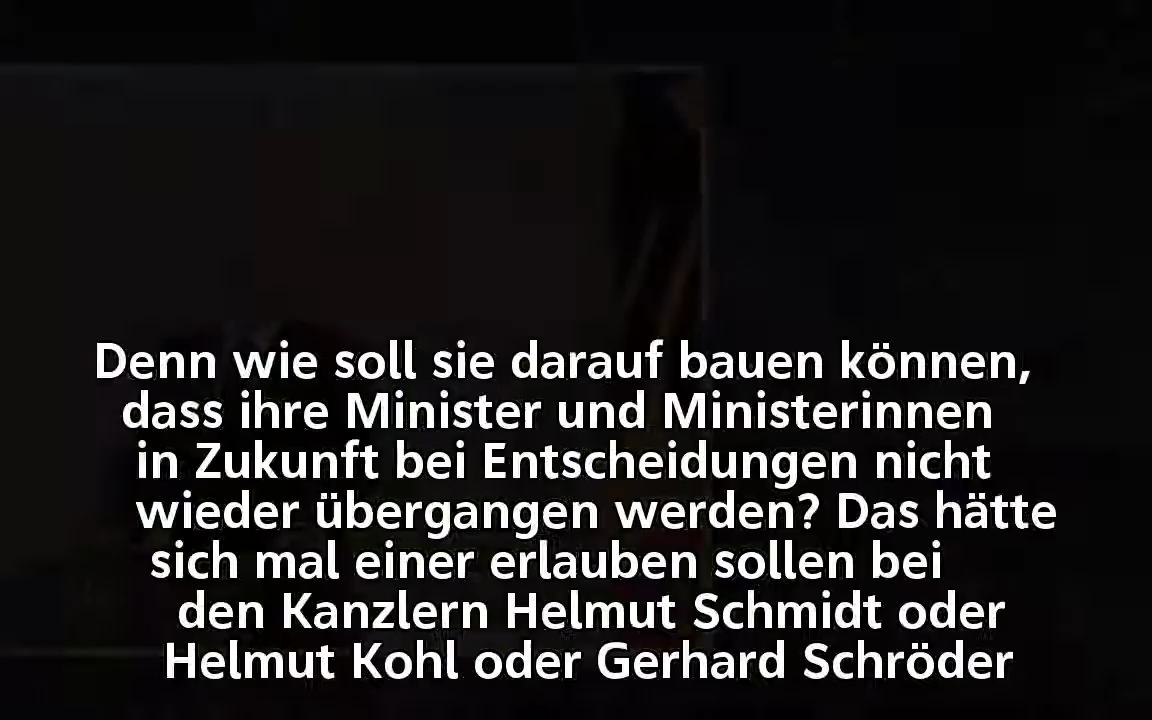 Denn wie soll sie darauf bauen können,
dass ihre Minister und Ministerinnen
in Zukunft bei Entscheidungen nicht
wieder übergangen werden? Das hätte
sich mal einer erlauben sollen bei
den Kanzlern Helmut Schmidt oder
Helmut Kohl oder Gerhard Schröder